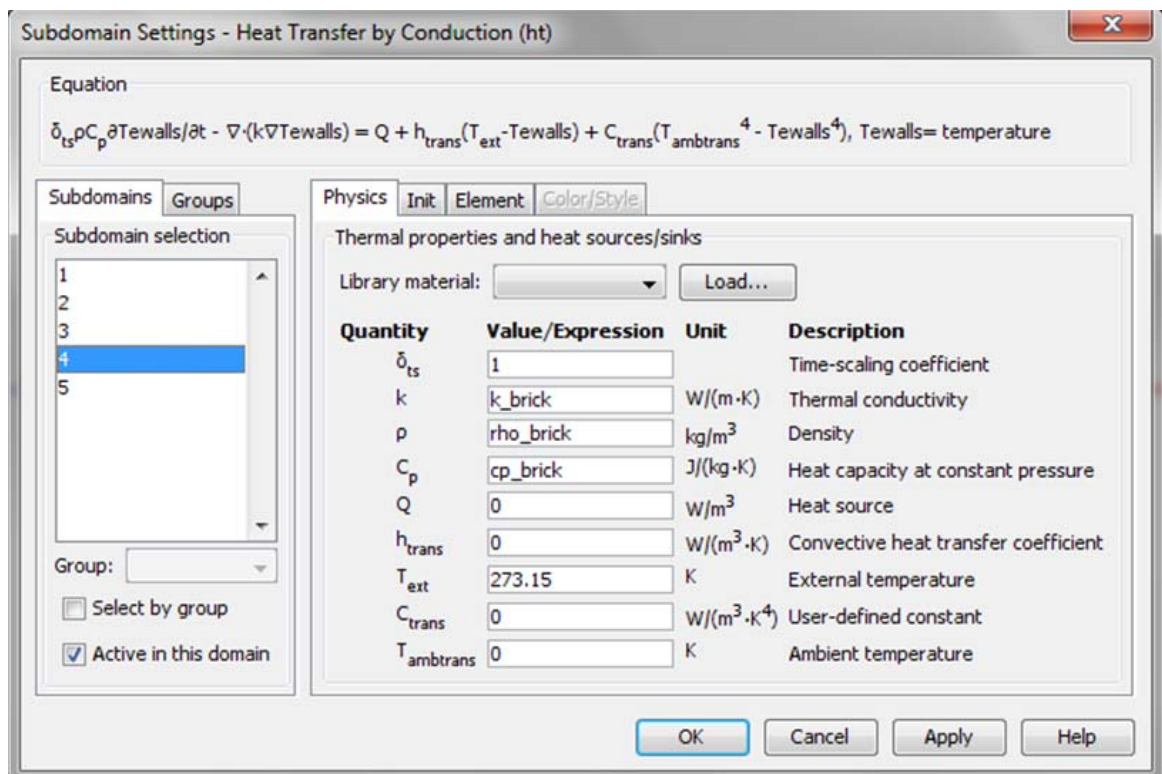 Subdomain Settings - Heat Transfer by Conduction (ht)
Equation
δtsρCp∂Tewalls/∂t - ∇·(k∇Tewalls) = Q + htrans(Text-Tewalls) + Ctrans(Tambtrans⁴ - Tewalls⁴), Tewalls= temperature
Subdomains Groups
Physics Init Element Color/Style
Subdomain selection
1
2
3
4
5
Group:
Select by group
Active in this domain
Thermal properties and heat sources/sinks
Library material: Load...
Quantity Value/Expression Unit Description
δts 1 Time-scaling coefficient
k k_brick W/(m·K) Thermal conductivity
ρ rho_brick kg/m³ Density
Cp cp_brick J/(kg·K) Heat capacity at constant pressure
Q 0 W/m³ Heat source
htrans 0 W/(m³·K) Convective heat transfer coefficient
Text 273.15 K External temperature
Ctrans 0 W/(m³·K⁴) User-defined constant
Tambtrans 0 K Ambient temperature
OK Cancel Apply Help